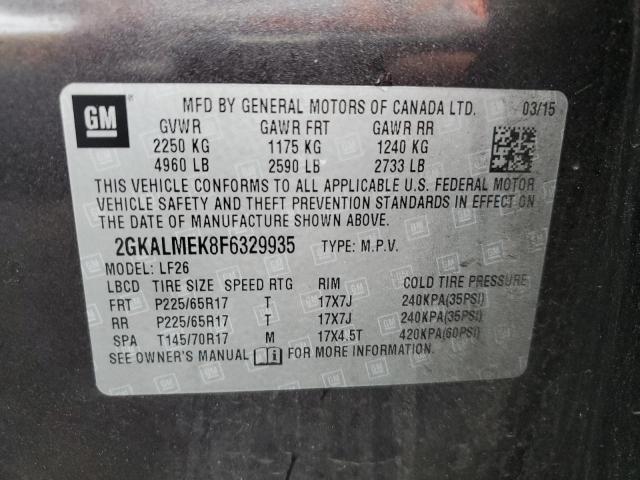 GM
MFD BY GENERAL MOTORS OF CANADA LTD. 03/15
GVWR GAWR FRT GAWR RR
2250 KG 1175 KG 1240 KG
4960 LB 2590 LB 2733 LB
THIS VEHICLE CONFORMS TO ALL APPLICABLE U.S. FEDERAL MOTOR
VEHICLE SAFETY AND THEFT PREVENTION STANDARDS IN EFFECT ON
THE DATE OF MANUFACTURE SHOWN ABOVE.
2GKALMEK8F6329935 TYPE: M.P.V.
MODEL: LF26
LBCD TIRE SIZE SPEED RTG RIM COLD TIRE PRESSURE
FRT P225/65R17 T 17X7J 240KPA(35PSI)
RR P225/65R17 T 17X7J 240KPA(35PSI)
SPA T145/70R17 M 17X4.5T 420KPA(60PSI)
SEE OWNER'S MANUAL FOR MORE INFORMATION.